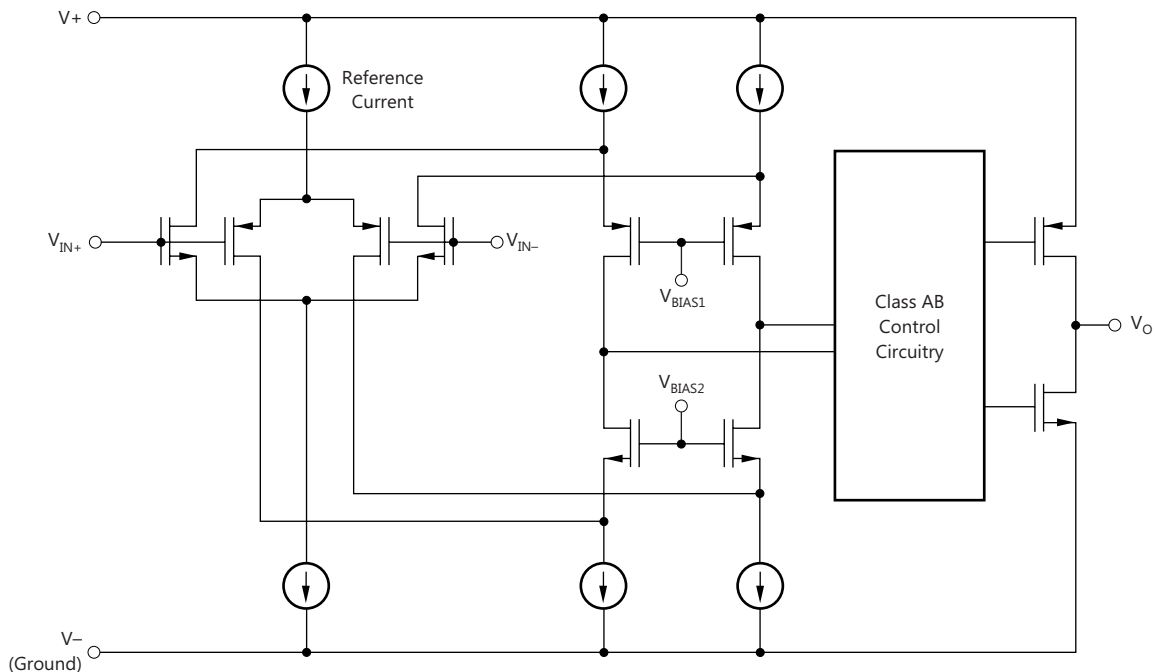 V+
Reference
Current
V_IN+
V_IN–
V_BIAS1
V_BIAS2
Class AB
Control
Circuitry
V_O
V–
(Ground)